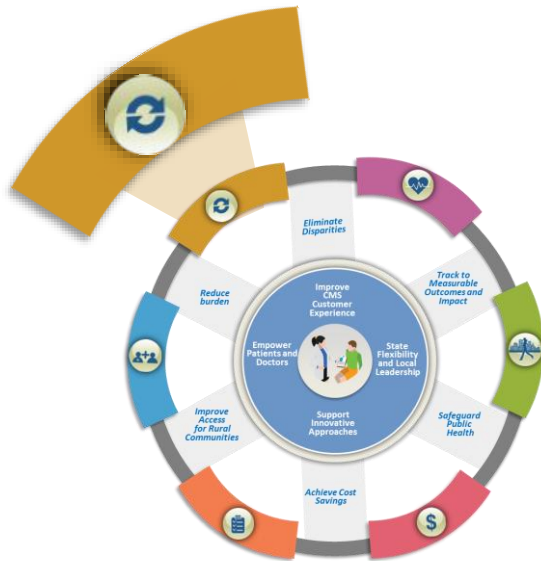 Eliminate
Disparities
Reduce
burden
Track to
Measurable
Outcomes and
Impact
Improve
CMS
Customer
Experience
Empower
Patients and
Doctors
State
Flexibility
and Local
Leadership
Support
Innovative
Approaches
Improve
Access
for Rural
Communities
Safeguard
Public
Health
Achieve Cost
Savings
$